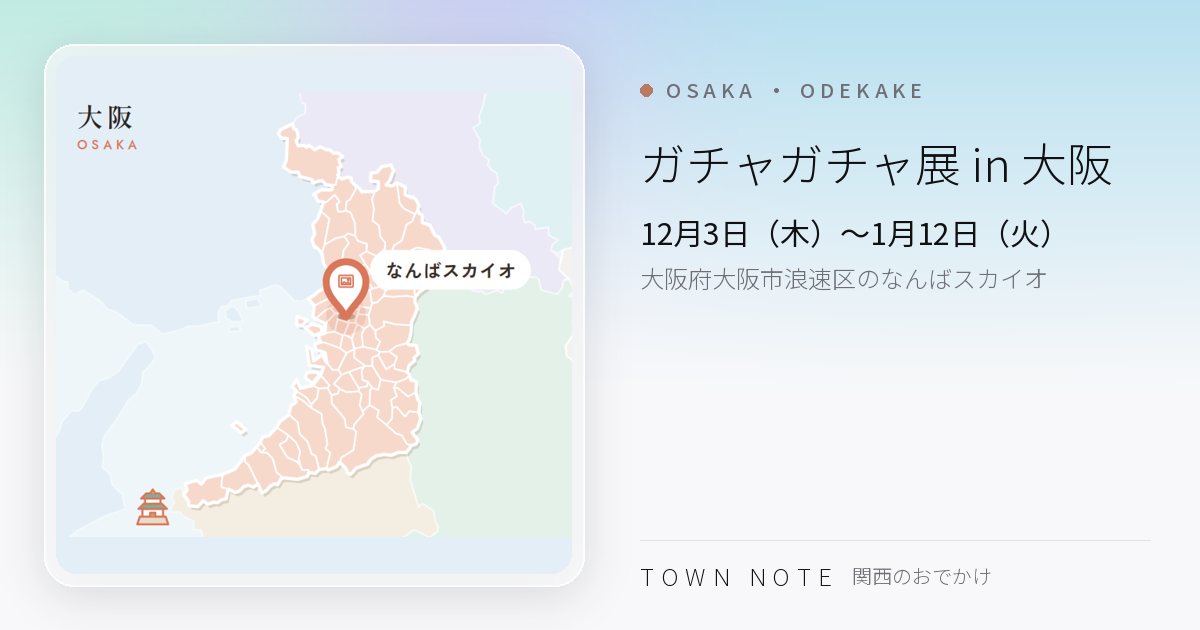 大阪
OSAKA
なんばスカイオ
OSAKA • ODEKAKE
ガチャガチャ展 in 大阪
12月3日（木）〜1月12日（火）
大阪府大阪市浪速区のなんばスカイオ
TOWN NOTE 関西のおでかけ